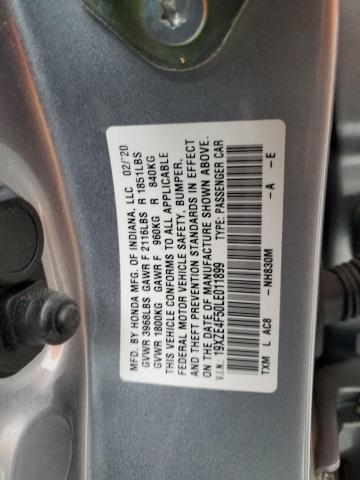 MFD. BY HONDA MFG. OF INDIANA, LLC 02/'20
GVWR 3968LBS GAWR F 2116LBS R 1851LBS
GVWR 1800KG GAWR F 960KG R 840KG
THIS VEHICLE CONFORMS TO ALL APPLICABLE
FEDERAL MOTOR VEHICLE SAFETY, BUMPER,
AND THEFT PREVENTION STANDARDS IN EFFECT
ON THE DATE OF MANUFACTURE SHOWN ABOVE.
V.I.N.: 19XZE4F50LE011899 TYPE: PASSENGER CAR
TXM L AC8 -NH830M -A -E